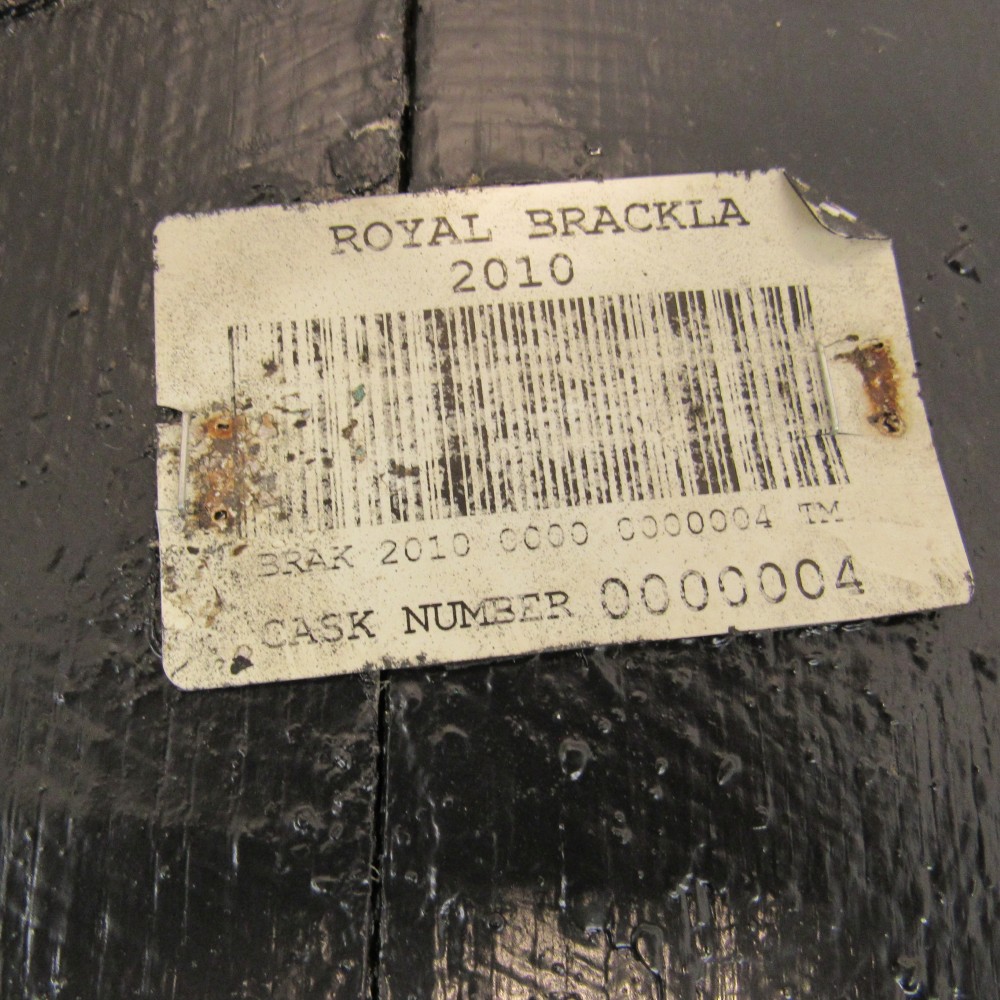 ROYAL BRACKLA
2010
BRAK 2010 0000 0000004 TM
CASK NUMBER 0000004